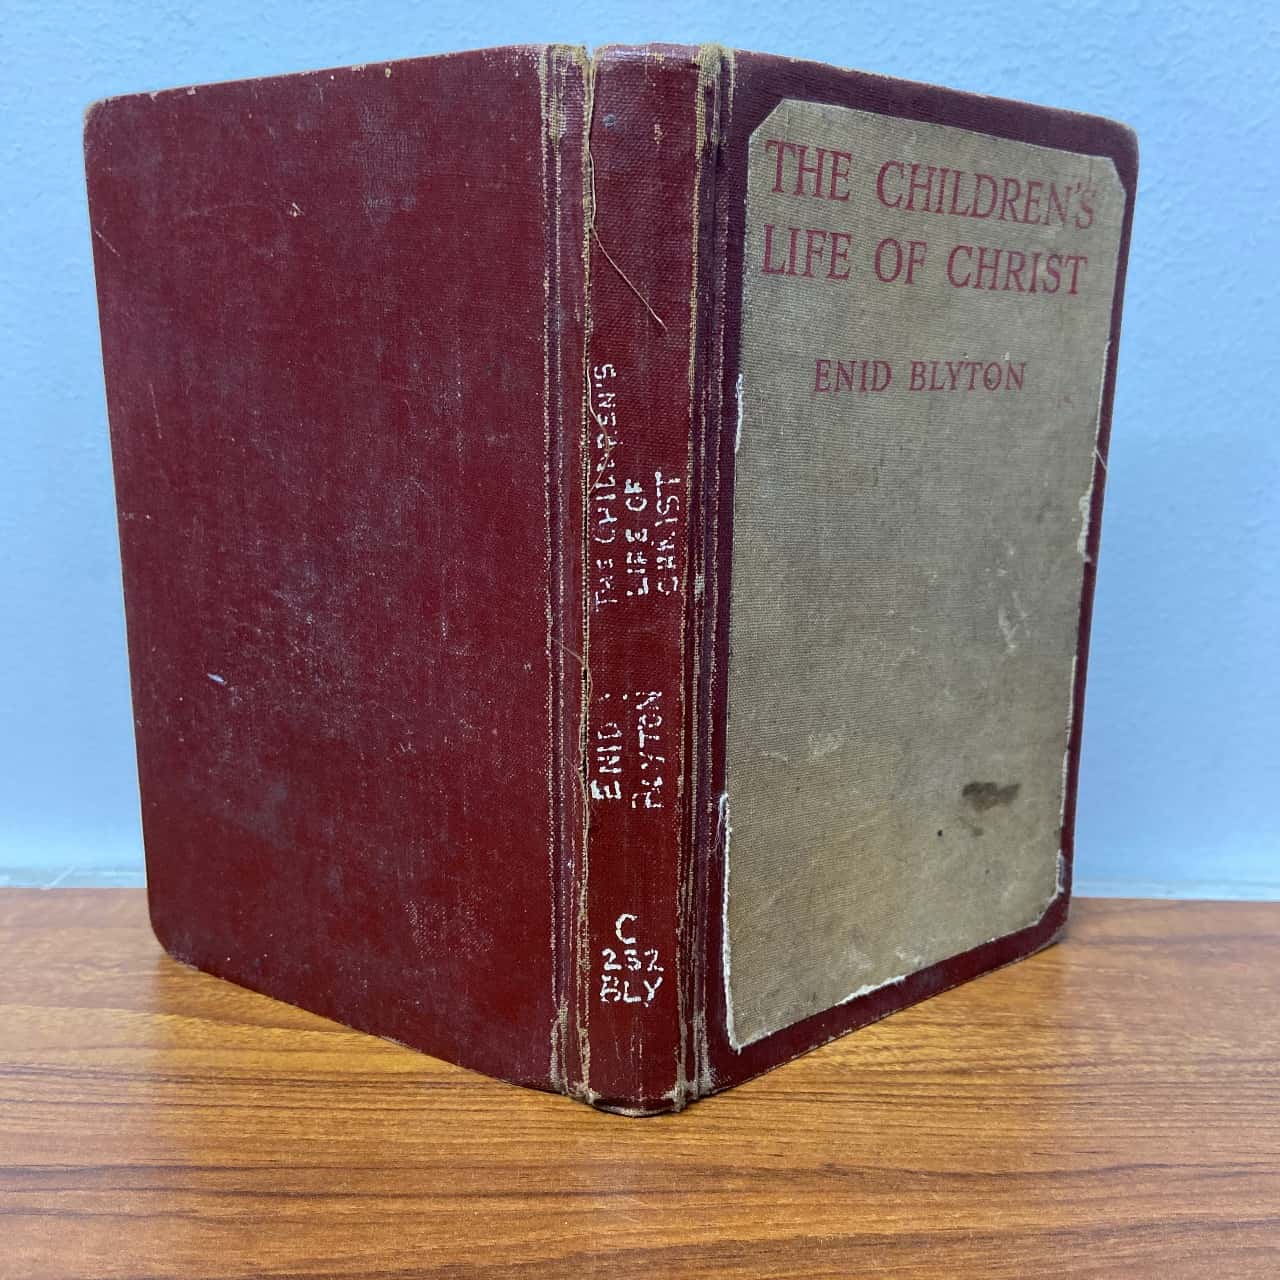 THE CHILDREN'S
LIFE OF CHRIST
ENID BLYTON
THE CHILDREN'S
LIFE OF
CHRIST
ENID
BLYTON
C
232
BLY